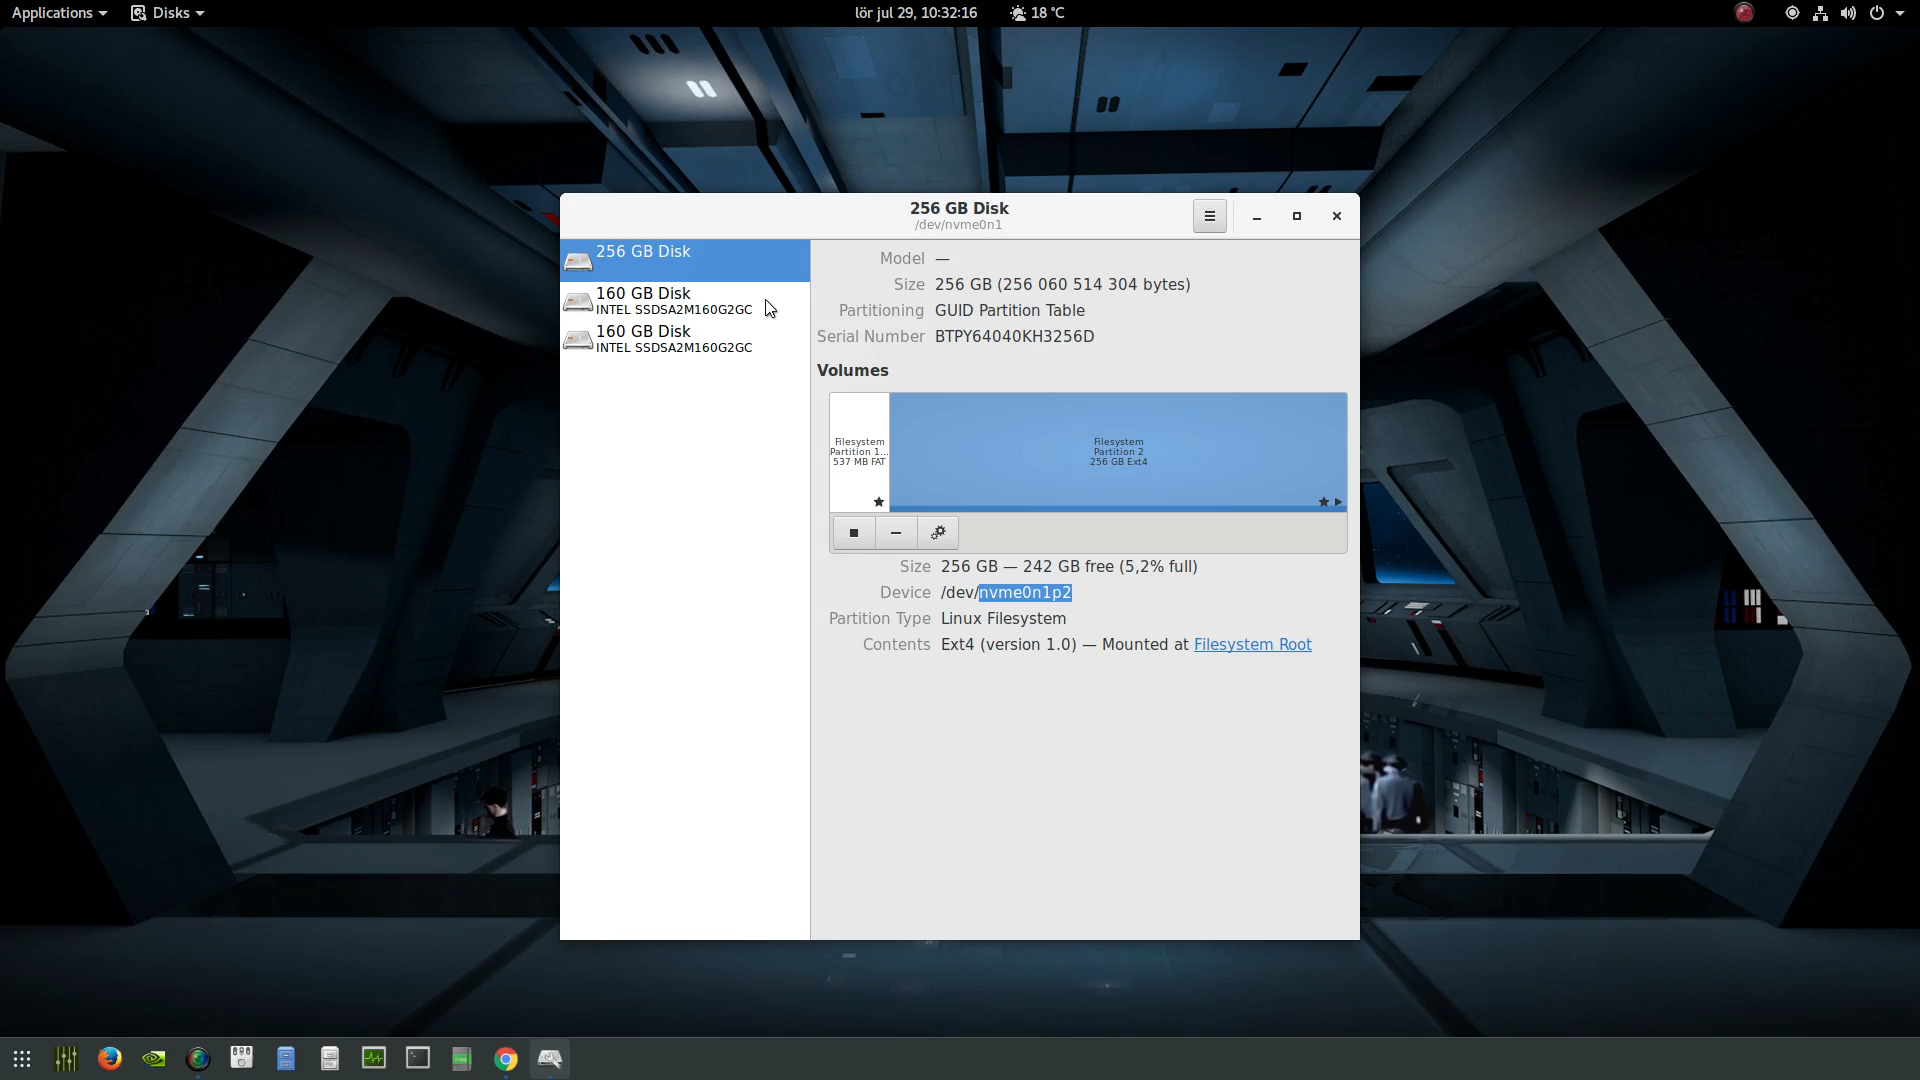 Applications
Disks
lör jul 29, 10:32:16
18 °C
256 GB Disk
/dev/nvme0n1
256 GB Disk
160 GB Disk
INTEL SSDSA2M160G2GC
160 GB Disk
INTEL SSDSA2M160G2GC
Model —
Size 256 GB (256 060 514 304 bytes)
Partitioning GUID Partition Table
Serial Number BTPY64040KH3256D
Volumes
Filesystem
Partition 1...
537 MB FAT
Filesystem
Partition 2
256 GB Ext4
Size 256 GB — 242 GB free (5,2% full)
Device /dev/nvme0n1p2
Partition Type Linux Filesystem
Contents Ext4 (version 1.0) — Mounted at Filesystem Root